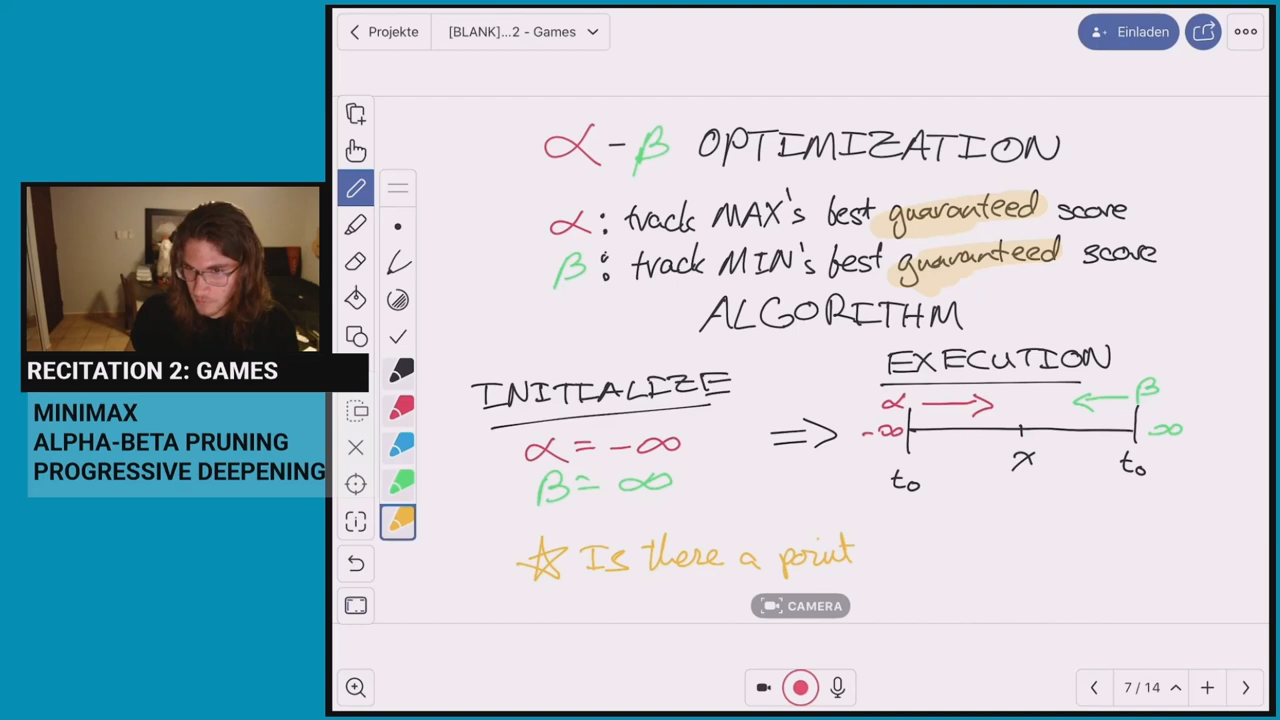 Projekte
[BLANK]...2 - Games
Einladen
α-β OPTIMIZATION
α: track MAX's best guaranteed score
β: track MIN's best guaranteed score
ALGORITHM
INITIALIZE
α = -∞
β = ∞
=>
EXECUTION
α → ← β
-∞ ∞
x
t₀ t₀
☆ Is there a point
CAMERA
7 / 14
RECITATION 2: GAMES
MINIMAX
ALPHA-BETA PRUNING
PROGRESSIVE DEEPENING